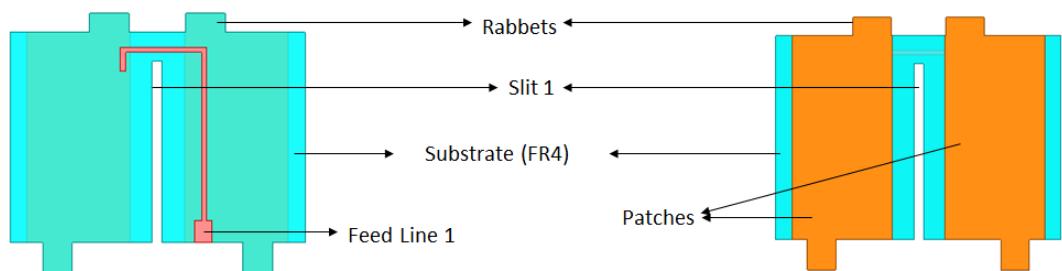 Rabbets
Slit 1
Substrate (FR4)
Patches
Feed Line 1